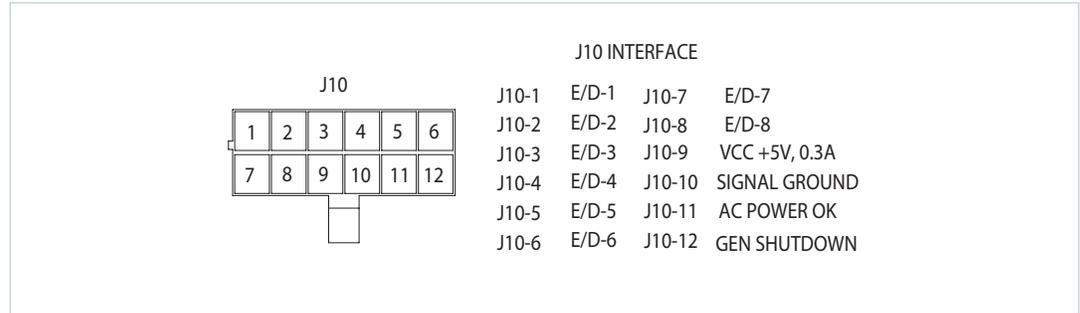 J10 INTERFACE
J10
1 2 3 4 5 6
7 8 9 10 11 12
J10-1 E/D-1 J10-7 E/D-7
J10-2 E/D-2 J10-8 E/D-8
J10-3 E/D-3 J10-9 VCC +5V, 0.3A
J10-4 E/D-4 J10-10 SIGNAL GROUND
J10-5 E/D-5 J10-11 AC POWER OK
J10-6 E/D-6 J10-12 GEN SHUTDOWN